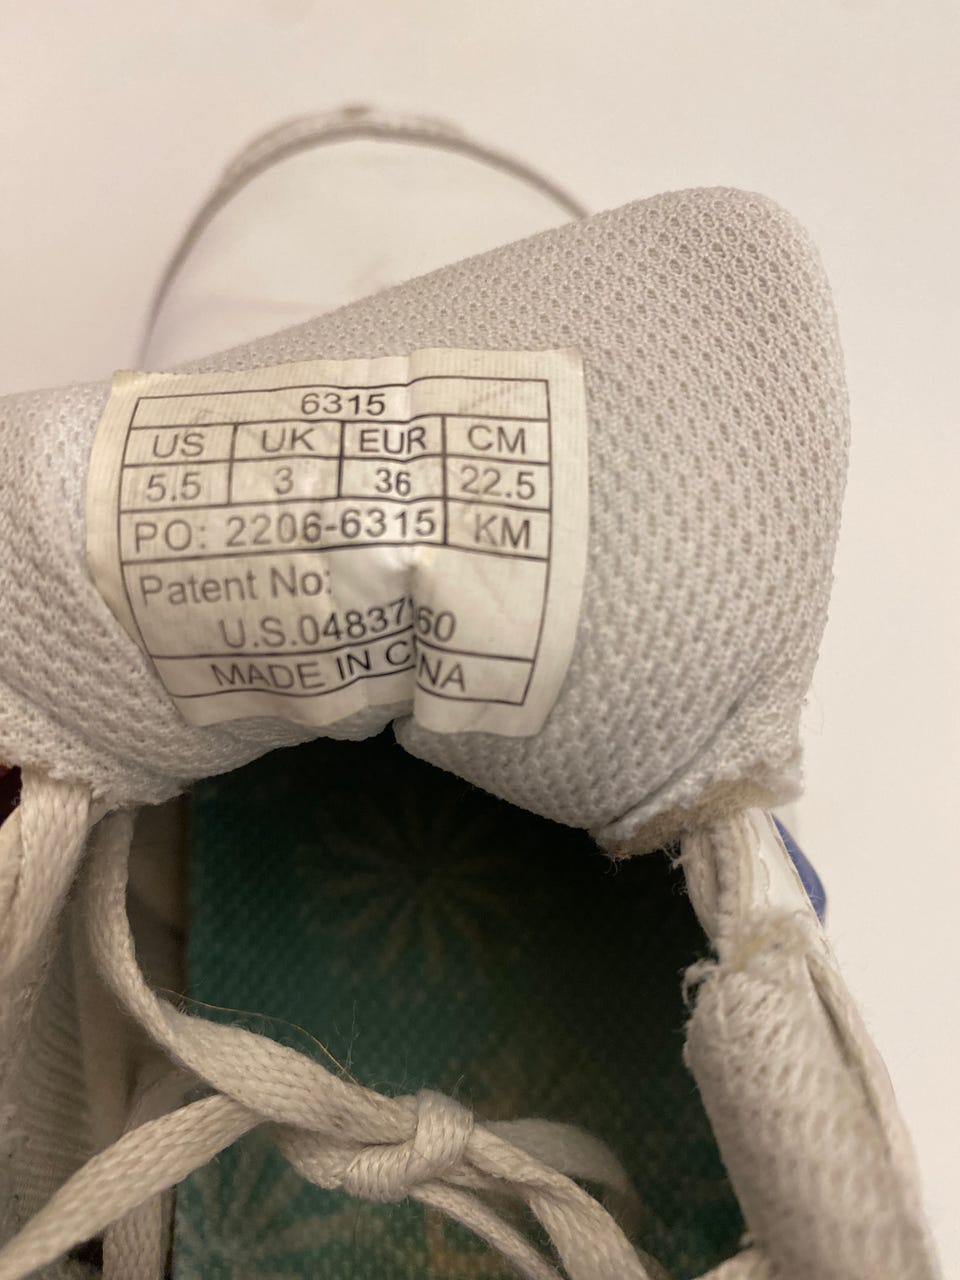 6315
US UK EUR CM
5.5 3 36 22.5
PO: 2206-6315 KM
Patent No:
MADE IN